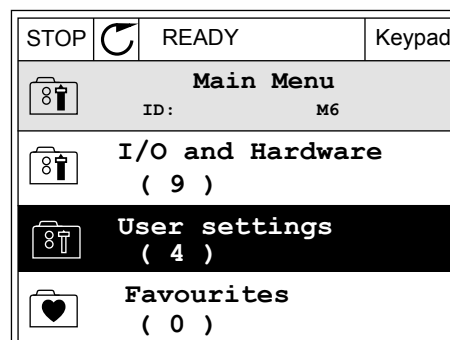 STOP READY Keypad
Main Menu
ID: M6
I/O and Hardware
( 9 )
User settings
( 4 )
Favourites
( 0 )